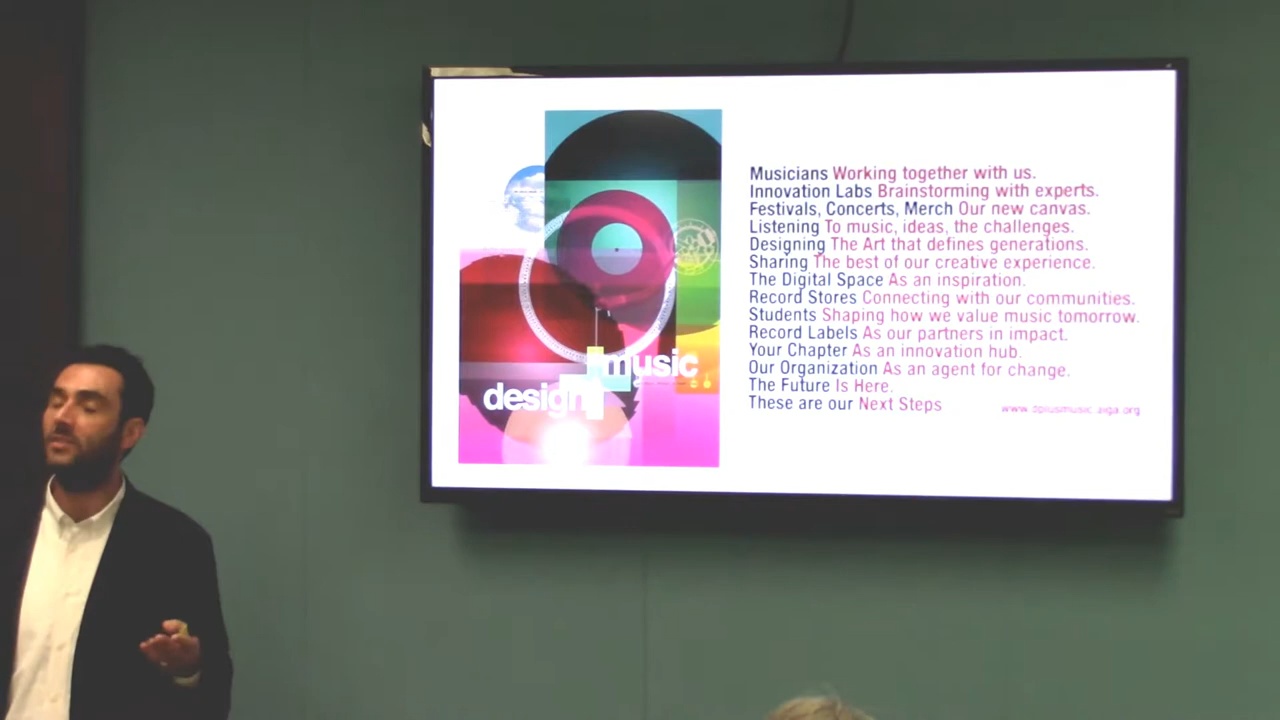 music
design+
Musicians Working together with us.
Innovation Labs Brainstorming with experts.
Festivals, Concerts, Merch Our new canvas.
Listening To music, ideas, the challenges.
Designing The Art that defines generations.
Sharing The best of our creative experience.
The Digital Space As an inspiration.
Record Stores Connecting with our communities.
Students Shaping how we value music tomorrow.
Record Labels As our partners in impact.
Your Chapter As an innovation hub.
Our Organization As an agent for change.
The Future Is Here.
These are our Next Steps
www.dplusmusic.aiga.org